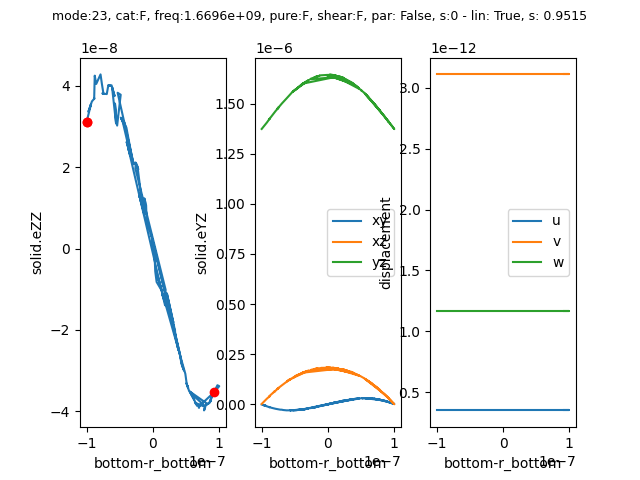 mode:23, cat:F, freq:1.6696e+09, pure:F, shear:F, par: False, s:0 - lin: True, s: 0.9515
1e−8
4
2
0
−2
−4
solid.eZZ
−1
0
1
1e−7
bottom-r_bottom
1e−6
1.50
1.25
1.00
0.75
0.50
0.25
0.00
solid.eYZ
xy
xz
yz
−1
0
1
1e−7
bottom-r_bottom
1e−12
3.0
2.5
2.0
1.5
1.0
0.5
displacement
u
v
w
−1
0
1
1e−7
bottom-r_bottom